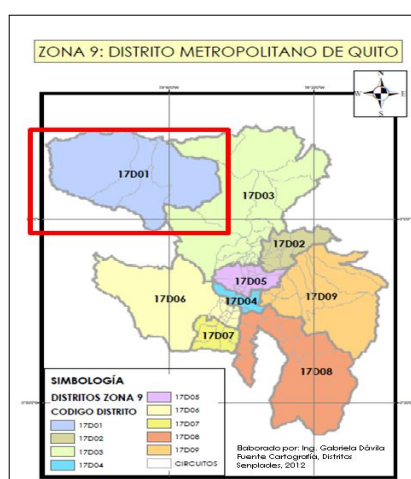 ZONA 9: DISTRITO METROPOLITANO DE QUITO
N
W E
S
17D01
17D03
17D02
17D05
17D04
17D09
17D06
17D07
17D08
SIMBOLOGÍA
DISTRITOS ZONA 9
CODIGO DISTRITO
17D01
17D02
17D03
17D04
17D05
17D06
17D07
17D08
17D09
CIRCUITOS
Elaborado por: Ing. Gabriela Dávila
Fuente Cartografía, Distritos
Senplades, 2012